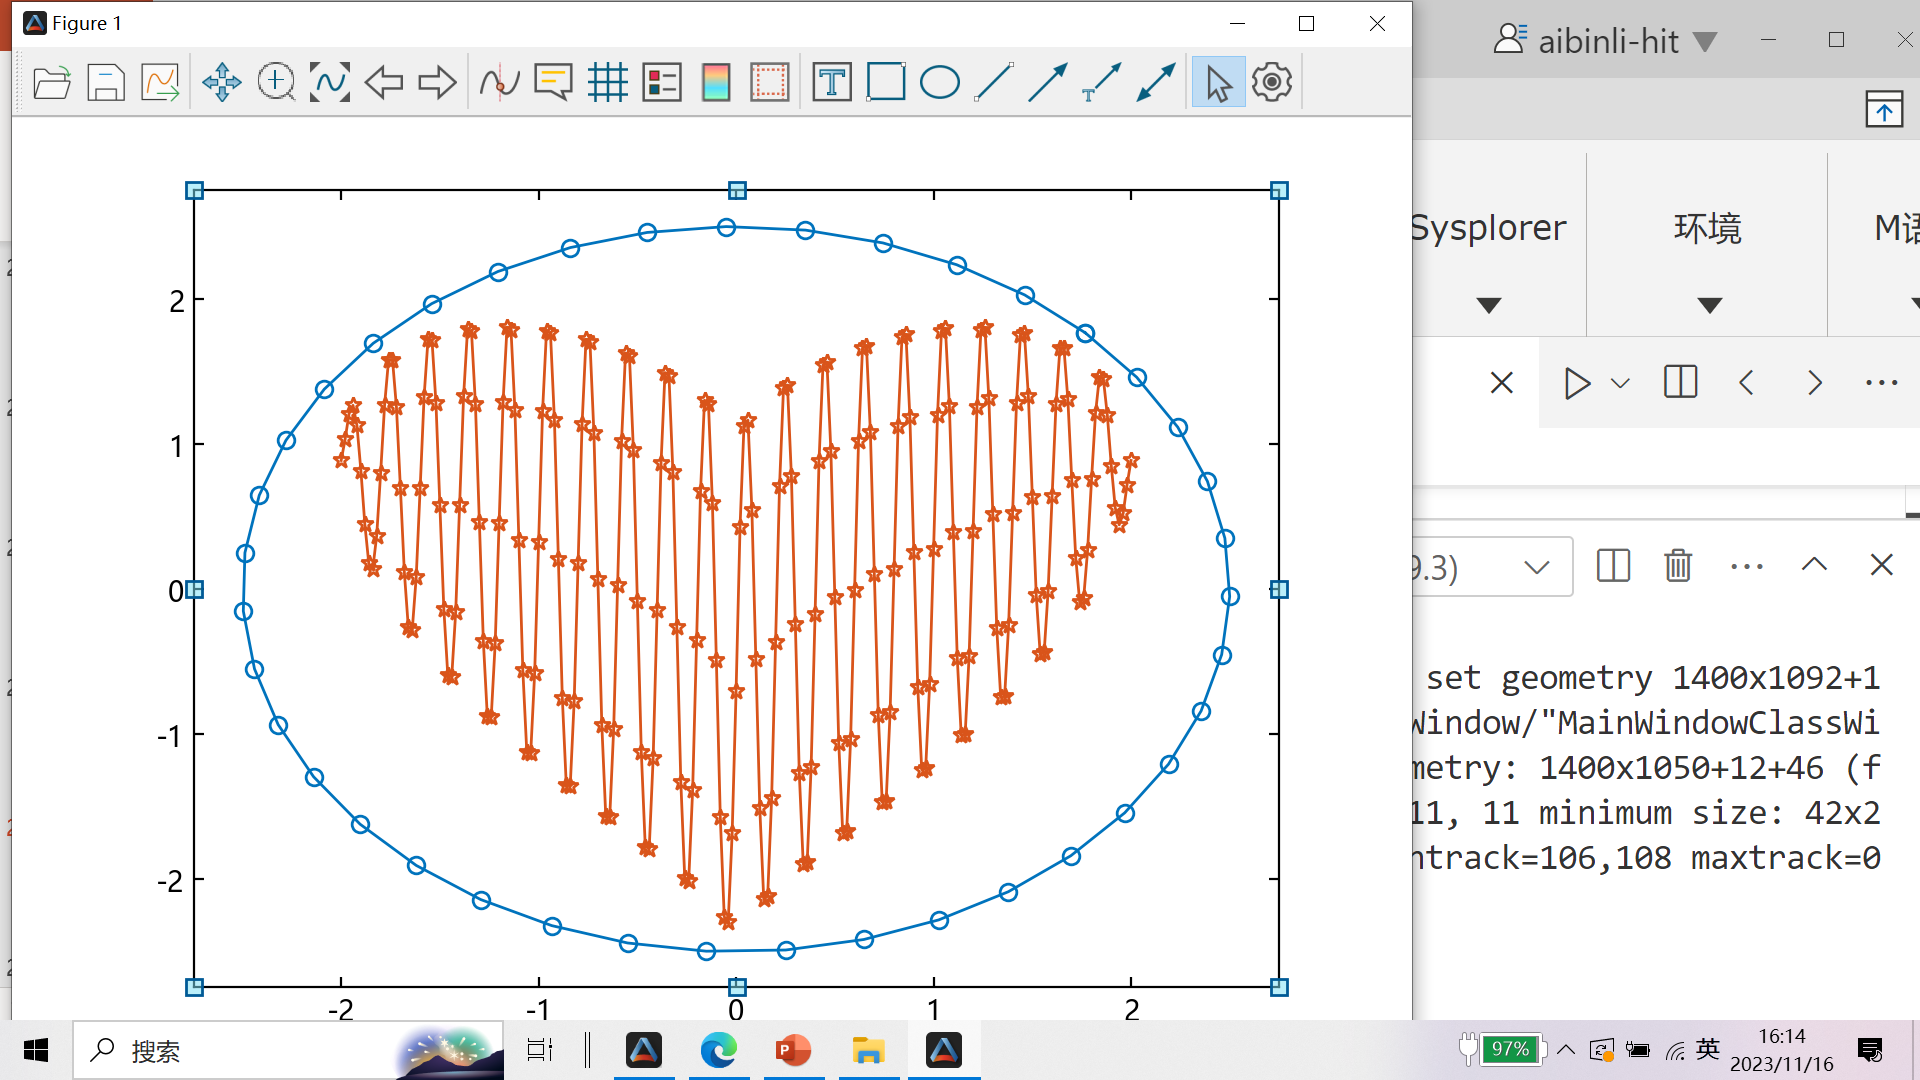 Figure 1
aibinli-hit
Sysplorer
环境
M语
2
1
0
-1
-2
-2
-1
0
1
2
9.3)
set geometry 1400x1092+1
Window/"MainWindowClassWi
metry: 1400x1050+12+46 (f
11, 11 minimum size: 42x2
ntrack=106,108 maxtrack=0
搜索
97%
英
16:14
2023/11/16